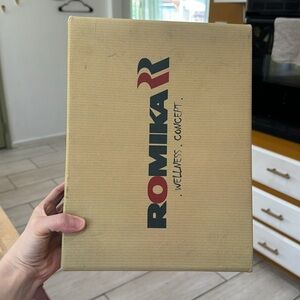 ROMIKA
. WELLNESS . CONCEPT .